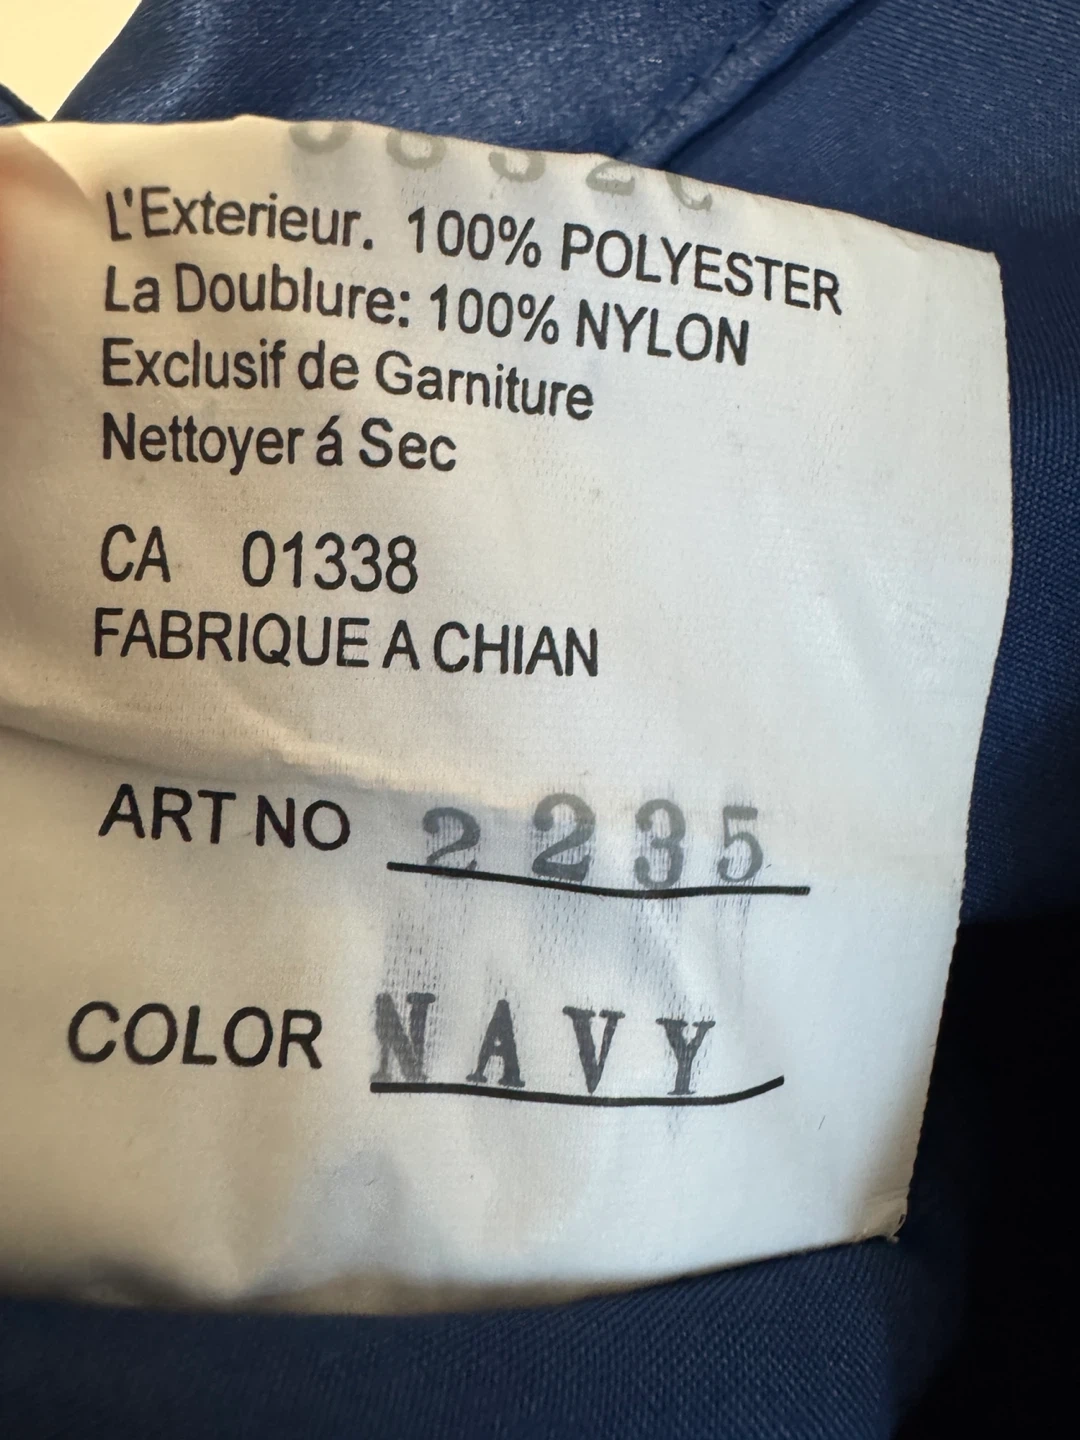 L'Exterieur. 100% POLYESTER
La Doublure: 100% NYLON
Exclusif de Garniture
Nettoyer á Sec
CA 01338
FABRIQUE A CHIAN
ART NO 2235
COLOR NAVY